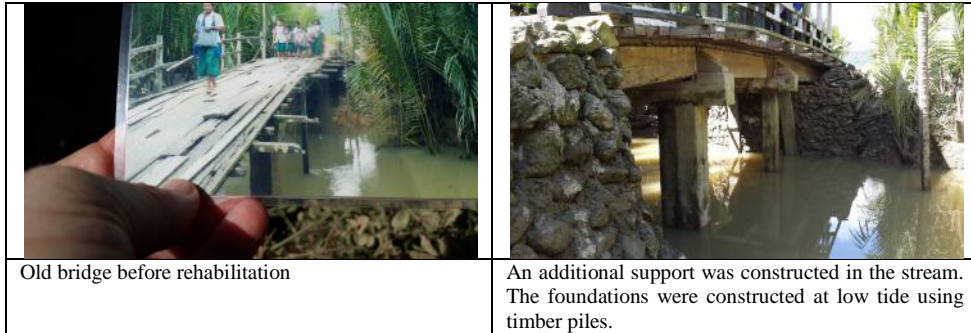 Old bridge before rehabilitation
An additional support was constructed in the stream.
The foundations were constructed at low tide using
timber piles.